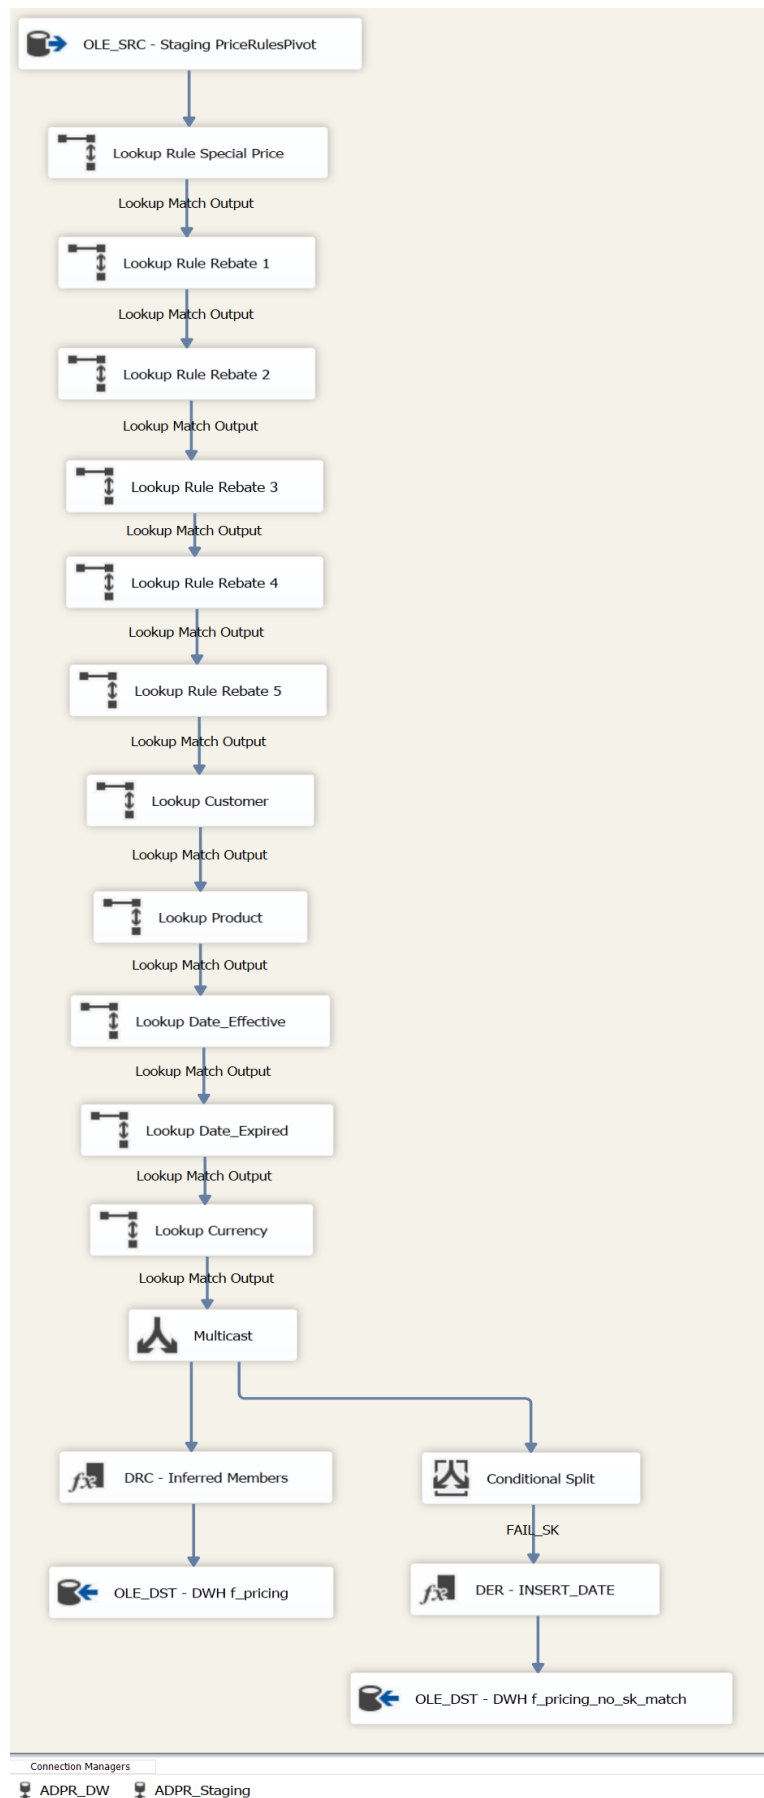 OLE_SRC - Staging PriceRulesPivot
Lookup Rule Special Price
Lookup Match Output
Lookup Rule Rebate 1
Lookup Match Output
Lookup Rule Rebate 2
Lookup Match Output
Lookup Rule Rebate 3
Lookup Match Output
Lookup Rule Rebate 4
Lookup Match Output
Lookup Rule Rebate 5
Lookup Match Output
Lookup Customer
Lookup Match Output
Lookup Product
Lookup Match Output
Lookup Date_Effective
Lookup Match Output
Lookup Date_Expired
Lookup Match Output
Lookup Currency
Lookup Match Output
Multicast
DRC - Inferred Members
Conditional Split
FAIL_SK
OLE_DST - DWH f_pricing
DER - INSERT_DATE
OLE_DST - DWH f_pricing_no_sk_match
Connection Managers
ADPR_DW
ADPR_Staging